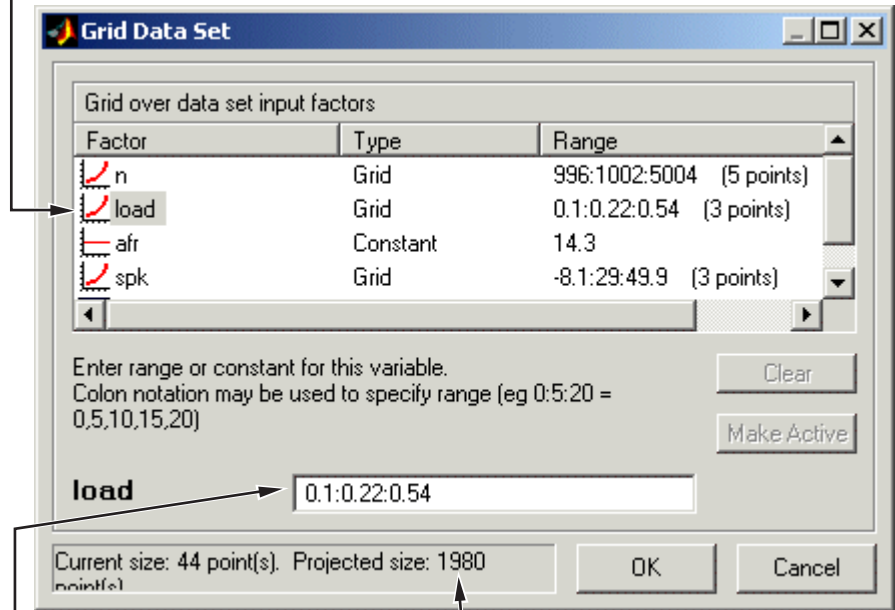 Grid Data Set
Grid over data set input factors
Factor Type Range
n Grid 996:1002:5004 (5 points)
load Grid 0.1:0.22:0.54 (3 points)
afr Constant 14.3
spk Grid -8.1:29:49.9 (3 points)
Enter range or constant for this variable.
Clear
Colon notation may be used to specify range (eg 0:5:20 =
0,5,10,15,20)
Make Active
load 0.1:0.22:0.54
Current size: 44 point(s). Projected size: 1980
point(s)
OK Cancel